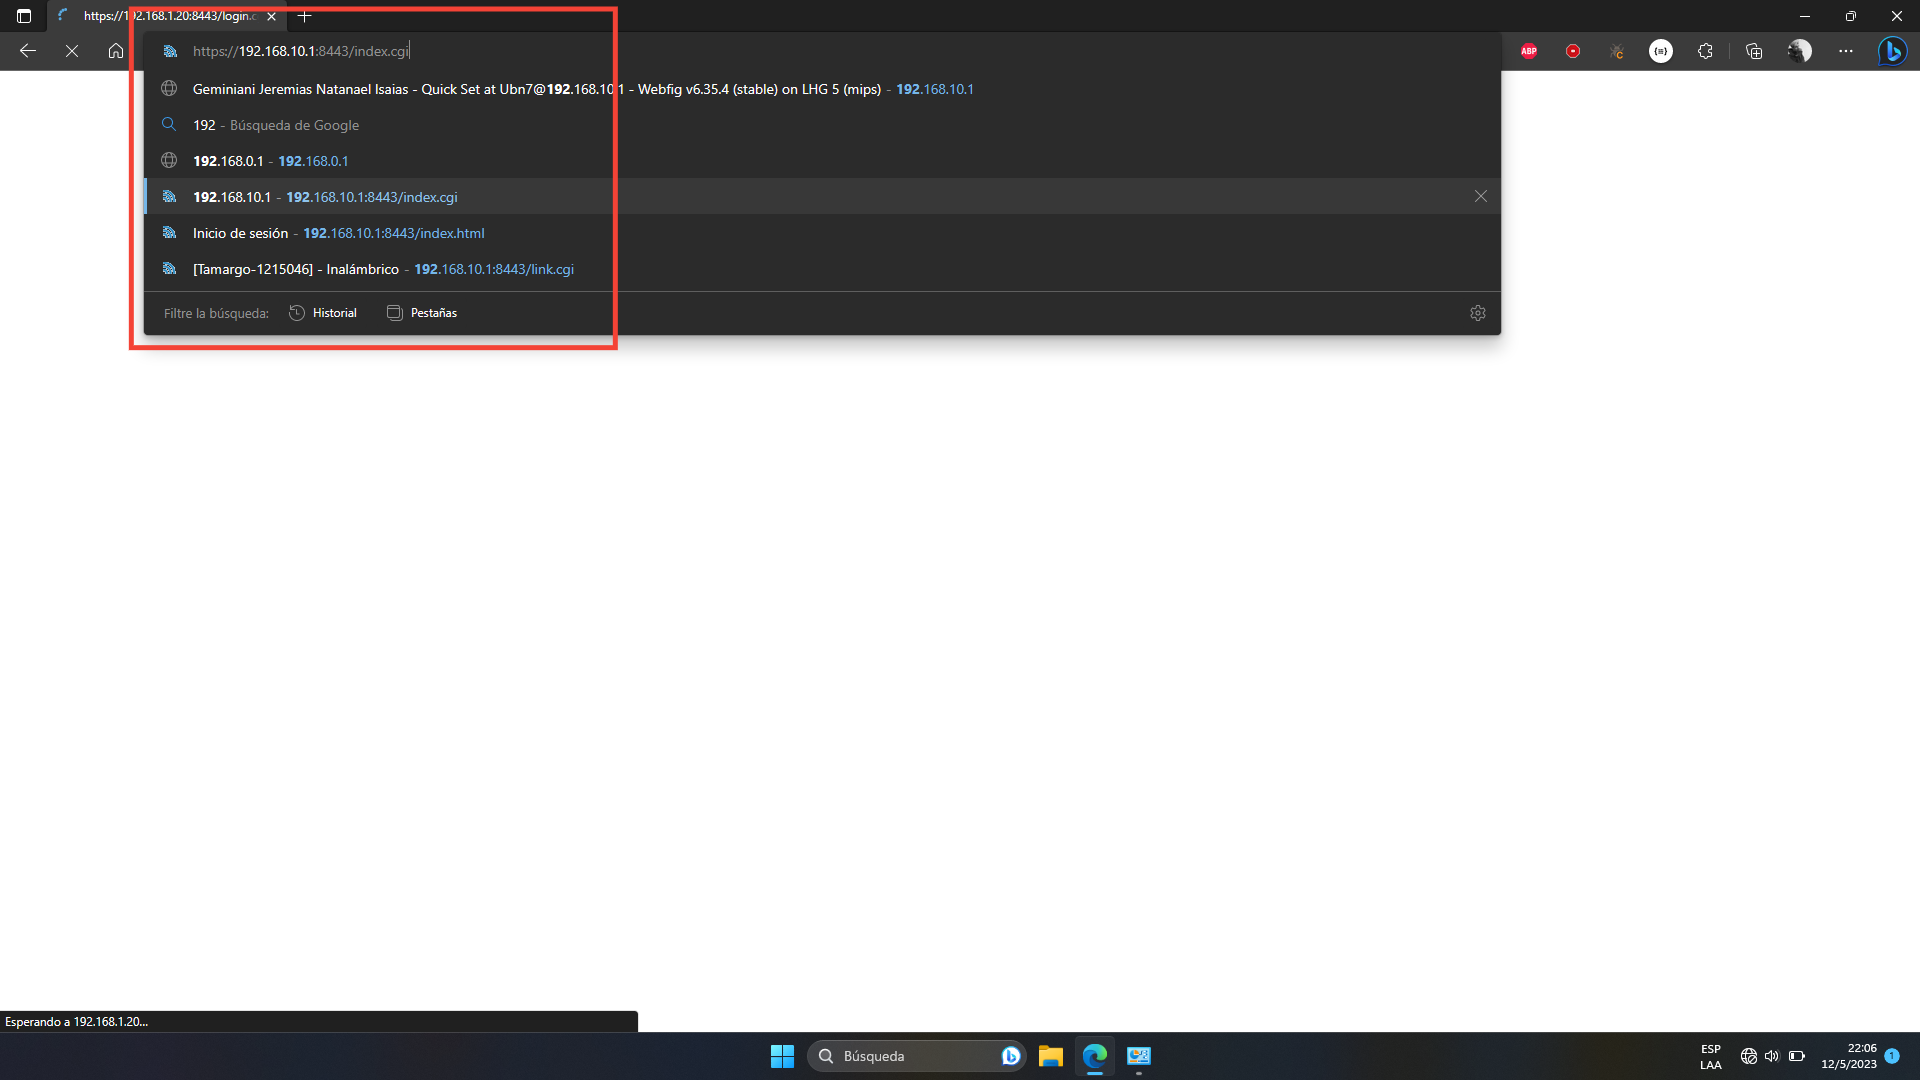 https://192.168.1.20:8443/login.c
https://192.168.10.1:8443/index.cgi
ABP
Geminiani Jeremias Natanael Isaias - Quick Set at Ubn7@192.168.10.1 - Webfig v6.35.4 (stable) on LHG 5 (mips) - 192.168.10.1
192 - Búsqueda de Google
192.168.0.1 - 192.168.0.1
192.168.10.1 - 192.168.10.1:8443/index.cgi
Inicio de sesión - 192.168.10.1:8443/index.html
[Tamargo-1215046] - Inalámbrico - 192.168.10.1:8443/link.cgi
Filtre la búsqueda: Historial Pestañas
Esperando a 192.168.1.20...
Búsqueda
ESP
LAA
22:06
12/5/2023
1